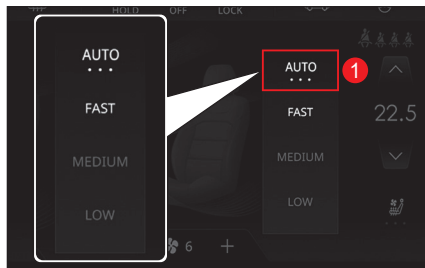 HOLD OFF LOCK
AUTO
FAST
MEDIUM
LOW
AUTO
1
FAST
22.5
MEDIUM
LOW
6 +